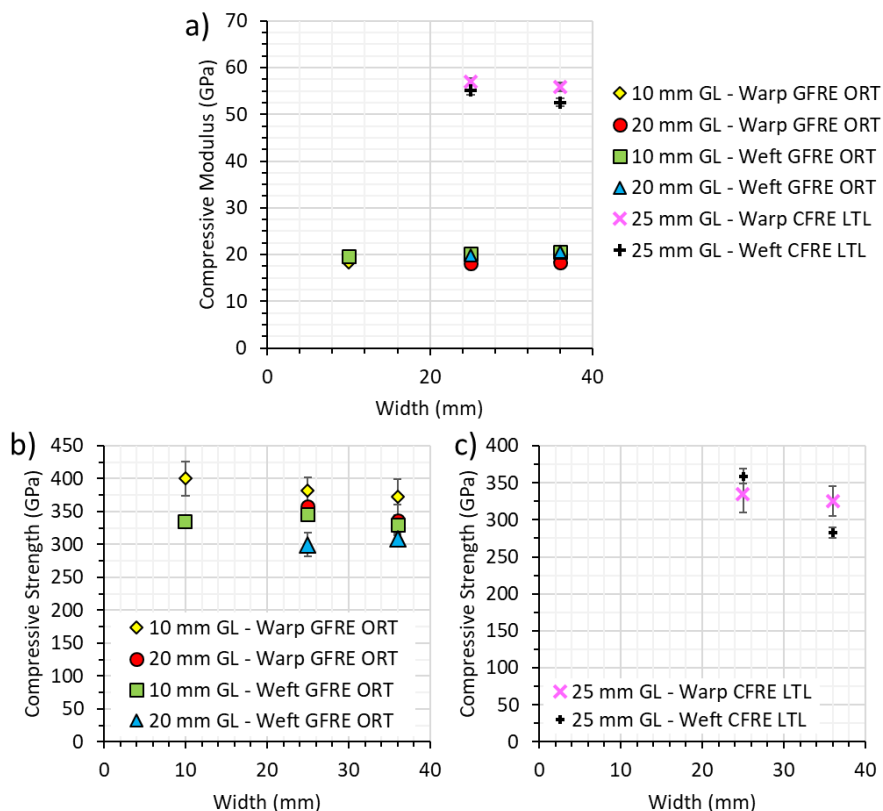 a)
Compressive Modulus (GPa)
70
60
50
40
30
20
10
0
0
20
40
Width (mm)
10 mm GL - Warp GFRE ORT
20 mm GL - Warp GFRE ORT
10 mm GL - Weft GFRE ORT
20 mm GL - Weft GFRE ORT
25 mm GL - Warp CFRE LTL
25 mm GL - Weft CFRE LTL
b)
Compressive Strength (GPa)
450
400
350
300
250
200
150
100
50
0
0
10
20
30
40
Width (mm)
10 mm GL - Warp GFRE ORT
20 mm GL - Warp GFRE ORT
10 mm GL - Weft GFRE ORT
20 mm GL - Weft GFRE ORT
c)
Compressive Strength (GPa)
400
350
300
250
200
150
100
50
0
0
10
20
30
40
Width (mm)
25 mm GL - Warp CFRE LTL
25 mm GL - Weft CFRE LTL